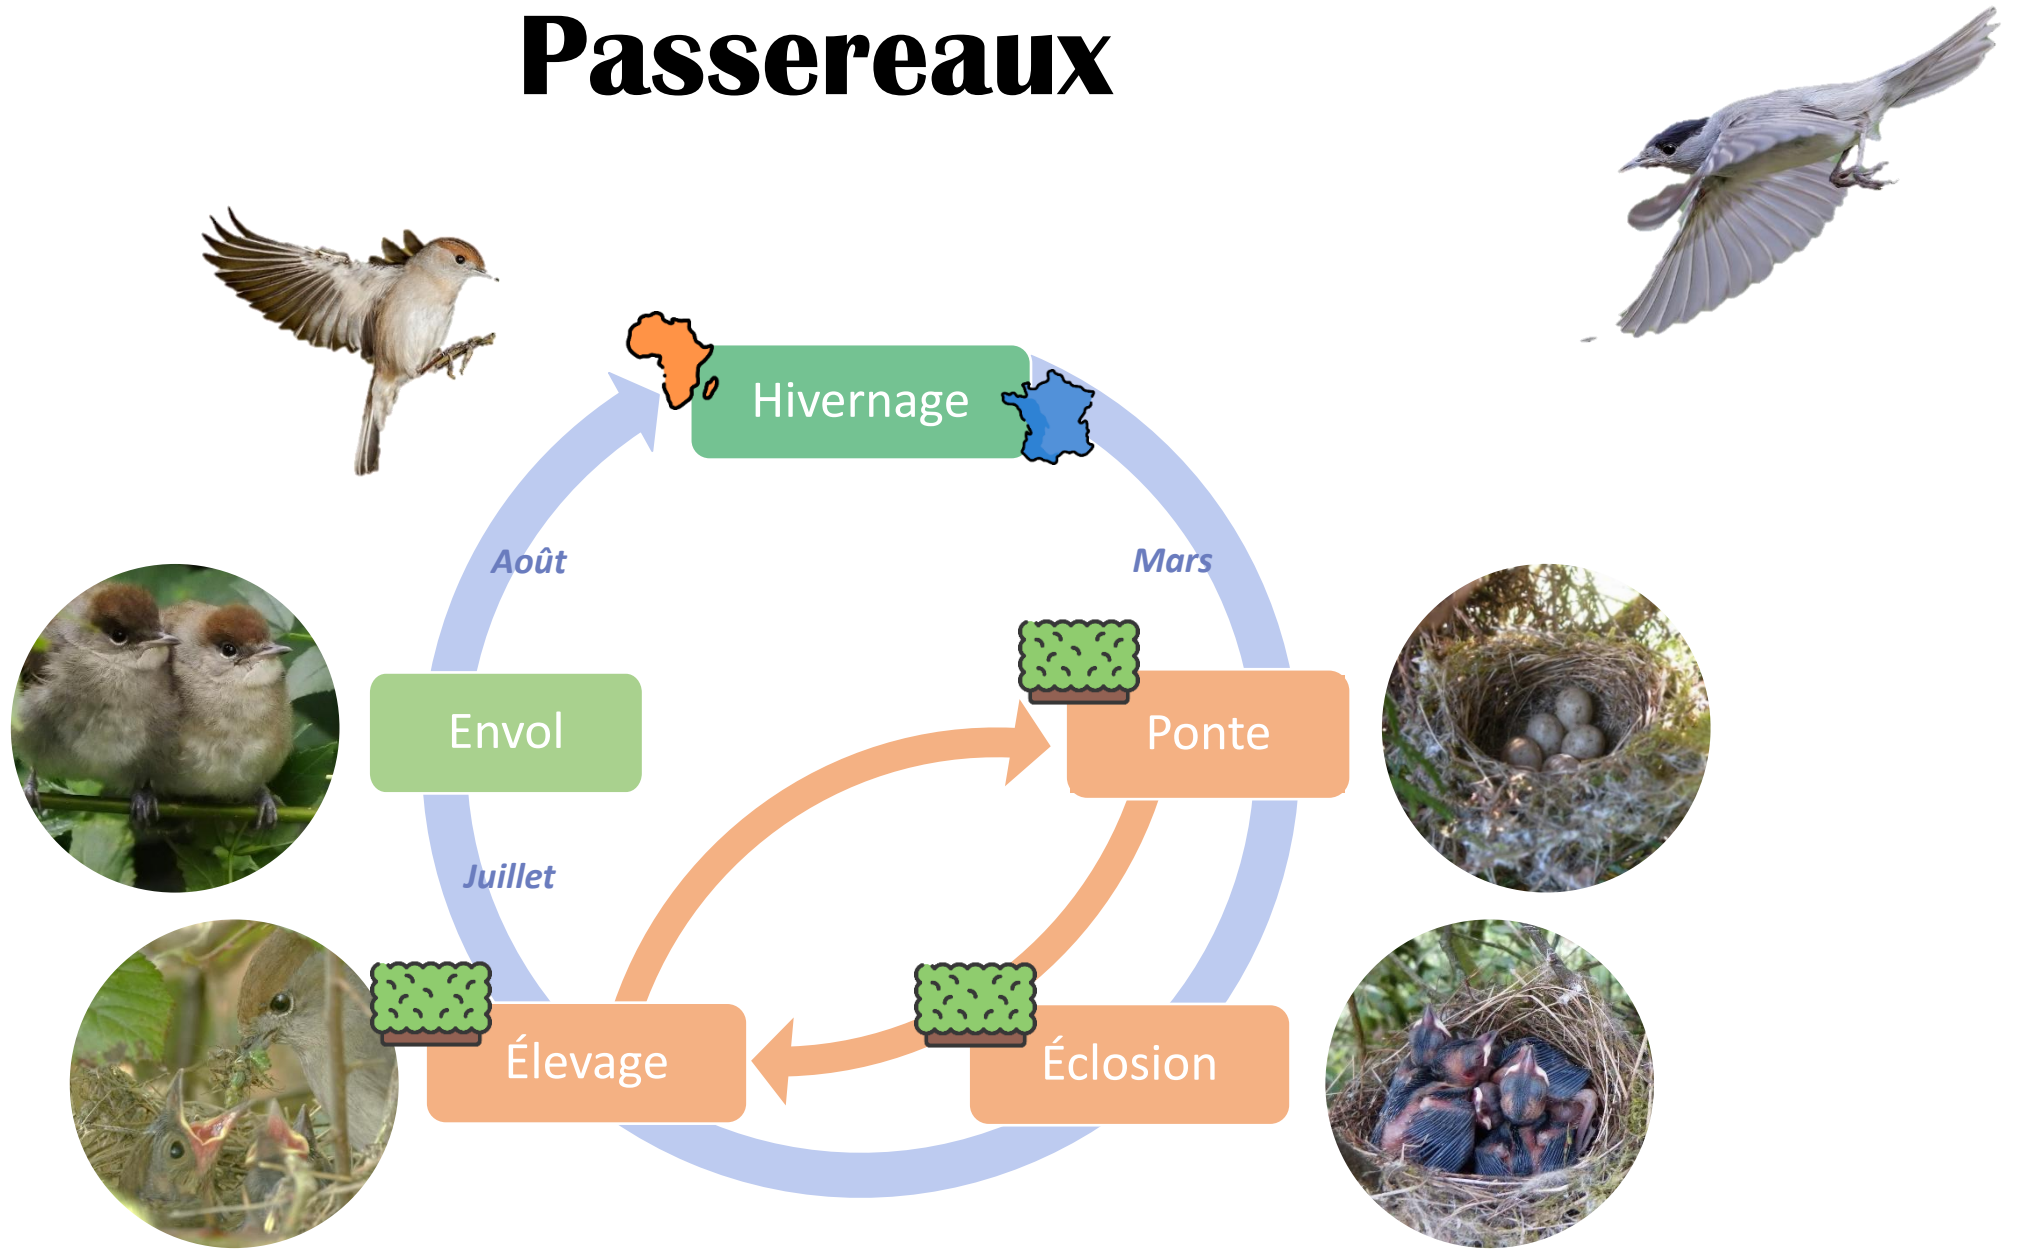 Passereaux
Hivernage
Août
Mars
Envol
Ponte
Juillet
Élevage
Éclosion